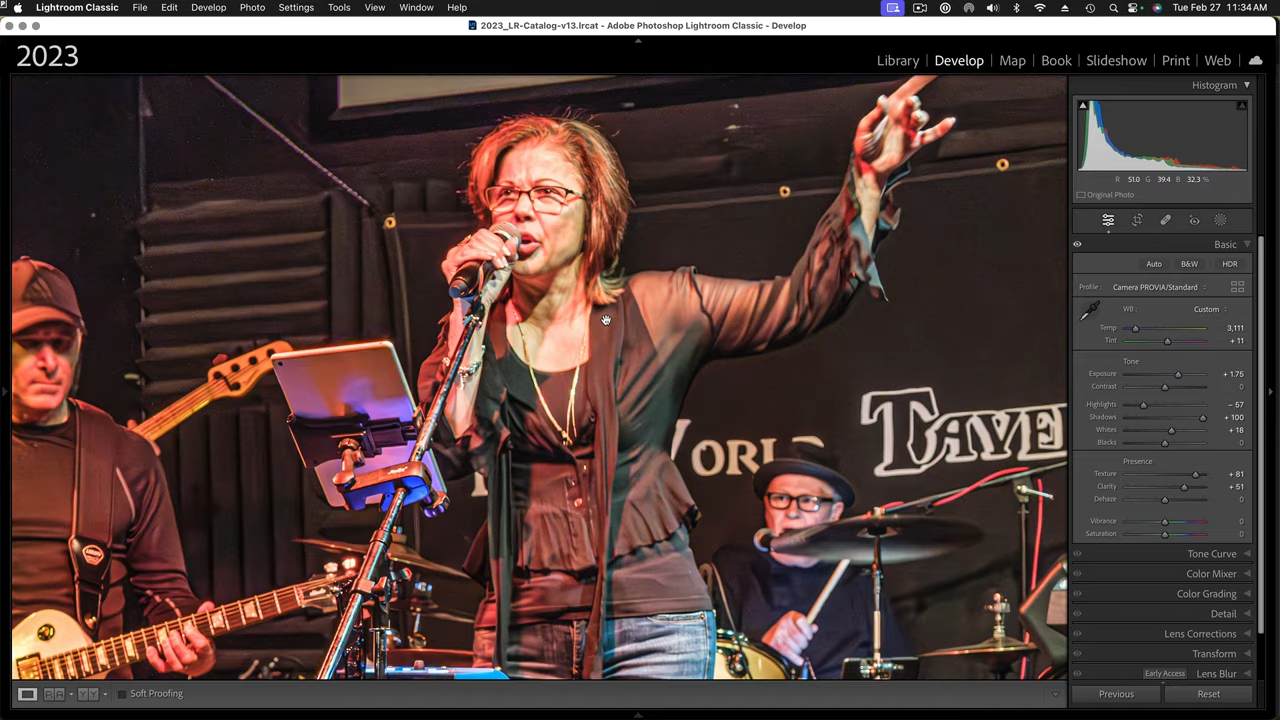 Lightroom Classic File Edit Develop Photo Settings Tools View Window Help Tue Feb 27 11:34 AM
2023_LR-Catalog-v13.lrcat - Adobe Photoshop Lightroom Classic - Develop
2023 Library | Develop | Map | Book | Slideshow | Print | Web
Histogram
R 51.0 G 39.4 B 32.3 %
Original Photo
Basic
Auto B&W HDR
Profile: Camera PROVIA/Standard
WB: Custom
Temp 3,111
Tint + 11
Tone
Exposure + 1.75
Contrast 0
Highlights - 57
Shadows + 100
Whites + 18
Blacks 0
Presence
Texture + 81
Clarity + 51
Dehaze 0
Vibrance 0
Saturation 0
World TAVE
Tone Curve
Color Mixer
Color Grading
Detail
Lens Corrections
Transform
Early Access Lens Blur
Soft Proofing
Previous Reset